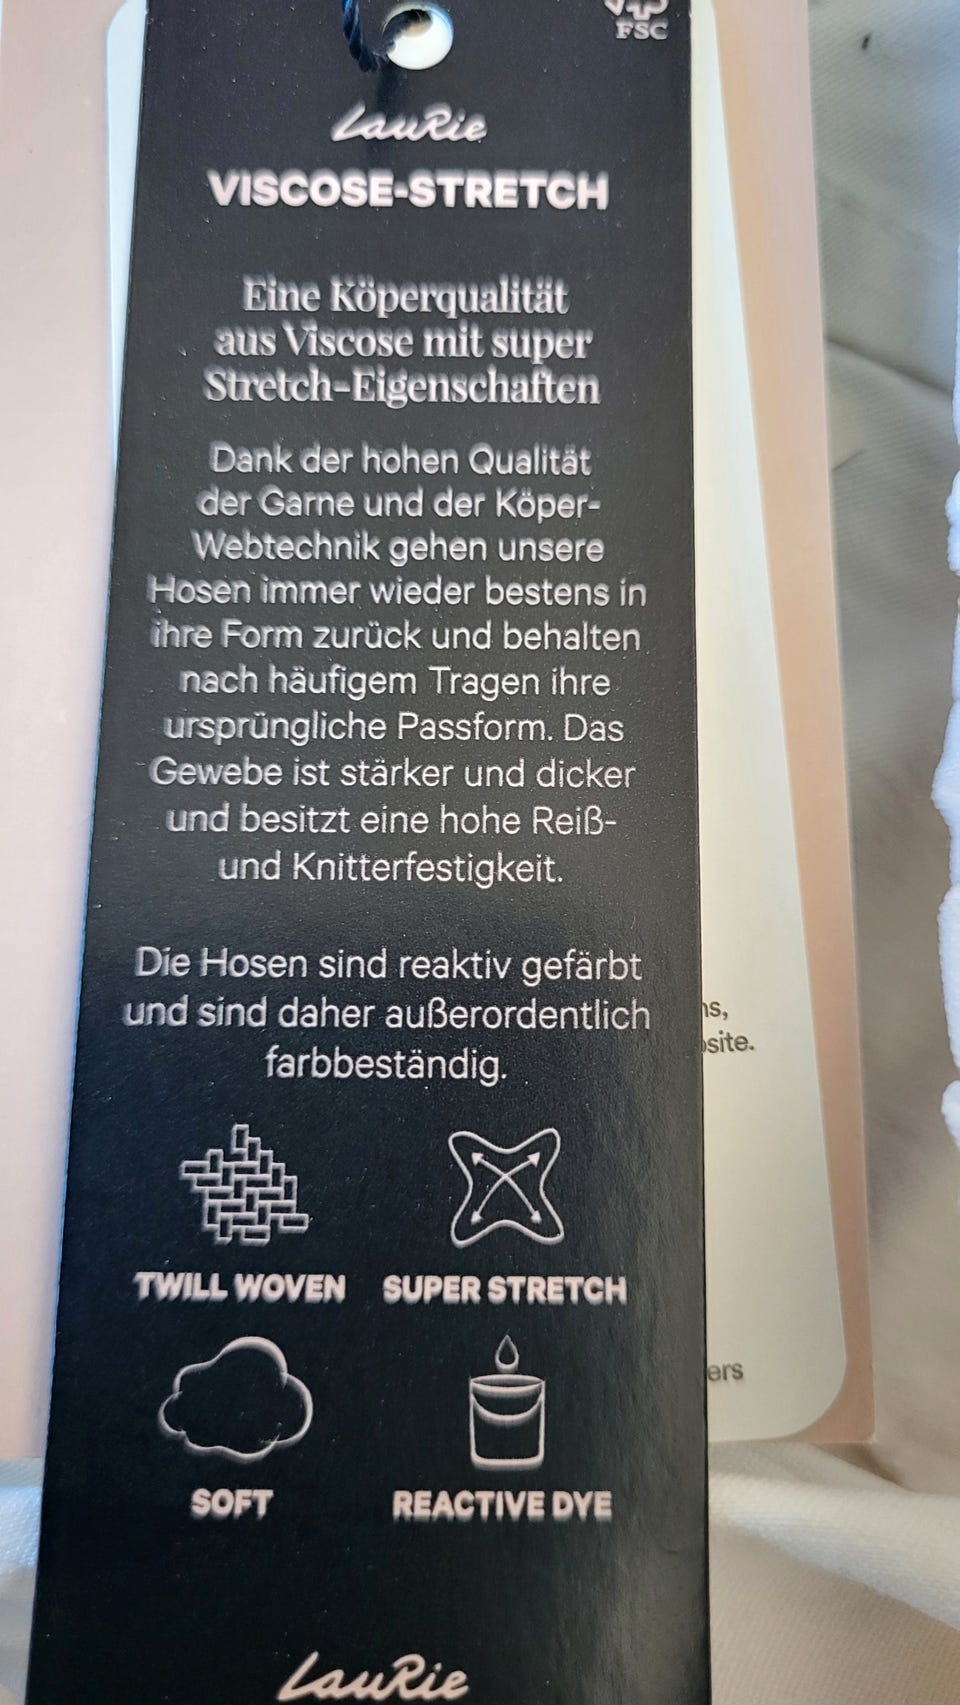 FSC
LauRie
VISCOSE-STRETCH
Eine Köperqualität
aus Viscose mit super
Stretch-Eigenschaften
Dank der hohen Qualität
der Garne und der Köper-
Webtechnik gehen unsere
Hosen immer wieder bestens in
ihre Form zurück und behalten
nach häufigem Tragen ihre
ursprüngliche Passform. Das
Gewebe ist stärker und dicker
und besitzt eine hohe Reiß-
und Knitterfestigkeit.
Die Hosen sind reaktiv gefärbt
und sind daher außerordentlich
farbbeständig.
TWILL WOVEN SUPER STRETCH
SOFT REACTIVE DYE
LauRie